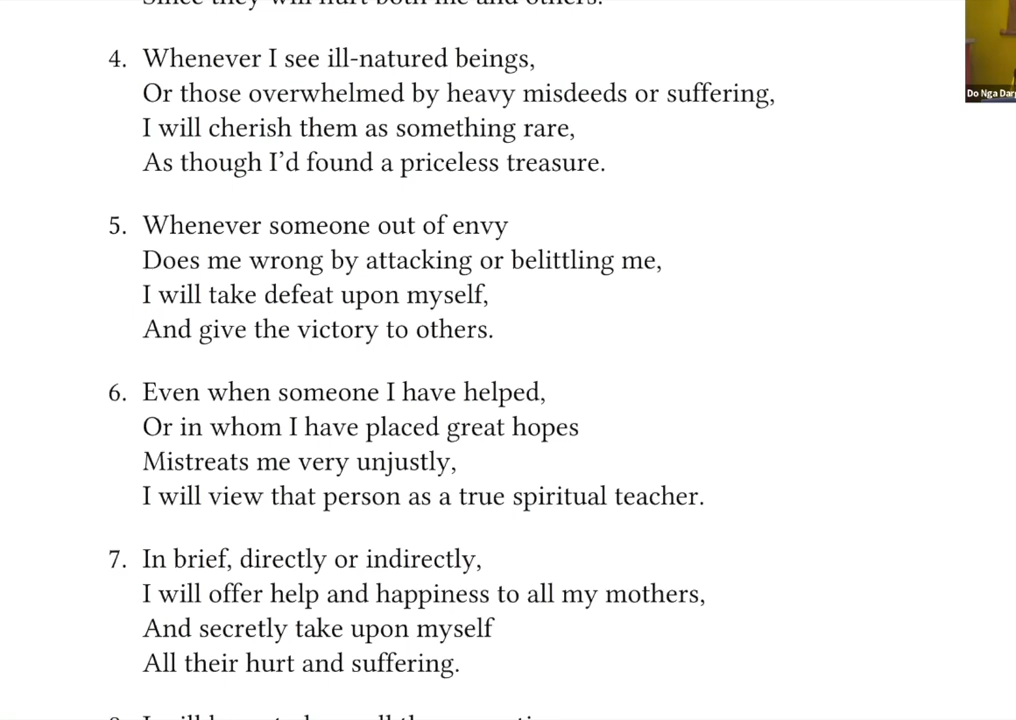 4. Whenever I see ill-natured beings,
Or those overwhelmed by heavy misdeeds or suffering,
I will cherish them as something rare,
As though I’d found a priceless treasure.
5. Whenever someone out of envy
Does me wrong by attacking or belittling me,
I will take defeat upon myself,
And give the victory to others.
6. Even when someone I have helped,
Or in whom I have placed great hopes
Mistreats me very unjustly,
I will view that person as a true spiritual teacher.
7. In brief, directly or indirectly,
I will offer help and happiness to all my mothers,
And secretly take upon myself
All their hurt and suffering.
Do Nga